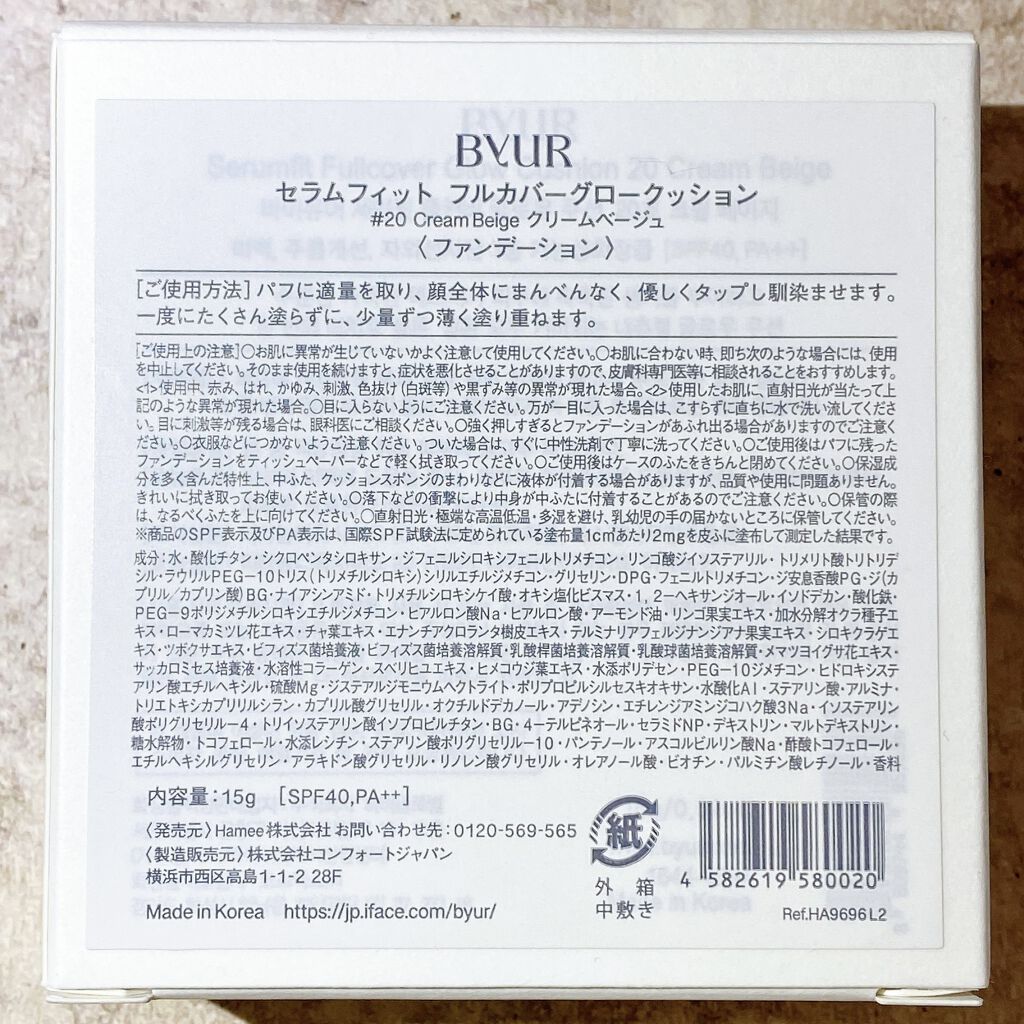 BYUR
セラムフィット フルカバーグロークッション
#20 Cream Beige クリームベージュ
〈ファンデーション〉
[ご使用方法] パフに適量を取り、顔全体にまんべんなく、優しくタップし馴染ませます。
一度にたくさん塗らずに、少量ずつ薄く塗り重ねます。
[ご使用上の注意]○お肌に異常が生じていないかよく注意して使用してください。○お肌に合わない時、即ち次のような場合には、使用
を中止してください。そのまま使用を続けますと、症状を悪化させることがありますので、皮膚科専門医等に相談されることをおすすめします。
<1>使用中、赤み、はれ、かゆみ、刺激、色抜け(白斑等)や黒ずみ等の異常が現れた場合。<2>使用したお肌に、直射日光が当たって上
記のような異常が現れた場合。○目に入らないようにご注意ください。万が一目に入った場合は、こすらずに直ちに水で洗い流してくださ
い。目に刺激等が残る場合は、眼科医にご相談ください。○強く押しすぎるとファンデーションがあふれ出る場合がありますのでご注意くだ
さい。○衣服などにつかないようご注意ください。ついた場合は、すぐに中性洗剤で丁寧に洗ってください。○ご使用後はパフに残った
ファンデーションをティッシュペーパーなどで軽く拭き取ってください。○ご使用後はケースのふたをきちんと閉めてください。○保湿成
分を多く含んだ特性上、中ふた、クッションスポンジのまわりなどに液体が付着する場合がありますが、品質や使用に問題ありません。
きれいに拭き取ってお使いください。○落下などの衝撃により中身が中ふたに付着することがあるのでご注意ください。○保管の際
は、なるべくふたを上に向けてください。○直射日光・極端な高温低温・多湿を避け、乳幼児の手の届かないところに保管してください。
※商品のSPF表示及びPA表示は、国際SPF試験法に定められている塗布量1c㎡あたり2mgを皮ふに塗布して測定した結果です。
成分:水・酸化チタン・シクロペンタシロキサン・ジフェニルシロキシフェニルトリメチコン・リンゴ酸ジイソステアリル・トリメリト酸トリトリデ
シル・ラウリルPEG-10トリス(トリメチルシロキシ)シリルエチルジメチコン・グリセリン・DPG・フェニルトリメチコン・ジ安息香酸PG・ジ(カ
プリル/カプリン酸)BG・ナイアシンアミド・トリメチルシロキシケイ酸・オキシ塩化ビスマス・1,2-ヘキサンジオール・イソドデカン・酸化鉄・
PEG-9ポリジメチルシロキシエチルジメチコン・ヒアルロン酸Na・ヒアルロン酸・アーモンド油・リンゴ果実エキス・加水分解オクラ種子エ
キス・ローマカミツレ花エキス・チャ葉エキス・エナンチアクロランタ樹皮エキス・テルミナリアフェルジナンジアナ果実エキス・シロキクラゲエ
キス・ツボクサエキス・ビフィズス菌培養液・ビフィズス菌培養溶解質・乳酸桿菌培養溶解質・乳酸球菌培養溶解質・メマツヨイグサ花エキス・
サッカロミセス培養液・水溶性コラーゲン・スベリヒユエキス・ヒメコウジ葉エキス・水添ポリデセン・PEG-10ジメチコン・ヒドロキシステ
アリン酸エチルヘキシル・硫酸Mg・ジステアルジモニウムヘクトライト・ポリプロピルシルセスキオキサン・水酸化Al・ステアリン酸・アルミナ・
トリエトキシカプリリルシラン・カプリル酸グリセリル・オクチルドデカノール・アデノシン・エチレンジアミンジコハク酸3Na・イソステアリン
酸ポリグリセリル-4・トリイソステアリン酸イソプロピルチタン・BG・4-テルピネオール・セラミドNP・デキストリン・マルトデキストリン・
糖水解物・トコフェロール・水添レシチン・ステアリン酸ポリグリセリル-10・パンテノール・アスコルビルリン酸Na・酢酸トコフェロール・
エチルヘキシルグリセリン・アラキドン酸グリセリル・リノレン酸グリセリル・オレアノール酸・ビオチン・パルミチン酸レチノール・香料
内容量:15g [SPF40,PA++]
〈発売元〉Hamee株式会社 お問い合わせ先:0120-569-565
〈製造販売元〉株式会社コンフォートジャパン
横浜市西区高島1-1-2 28F
Made in Korea https://jp.iface.com/byur/
紙
外 箱
中敷き
4 582619 580020
Ref.HA9696 L2